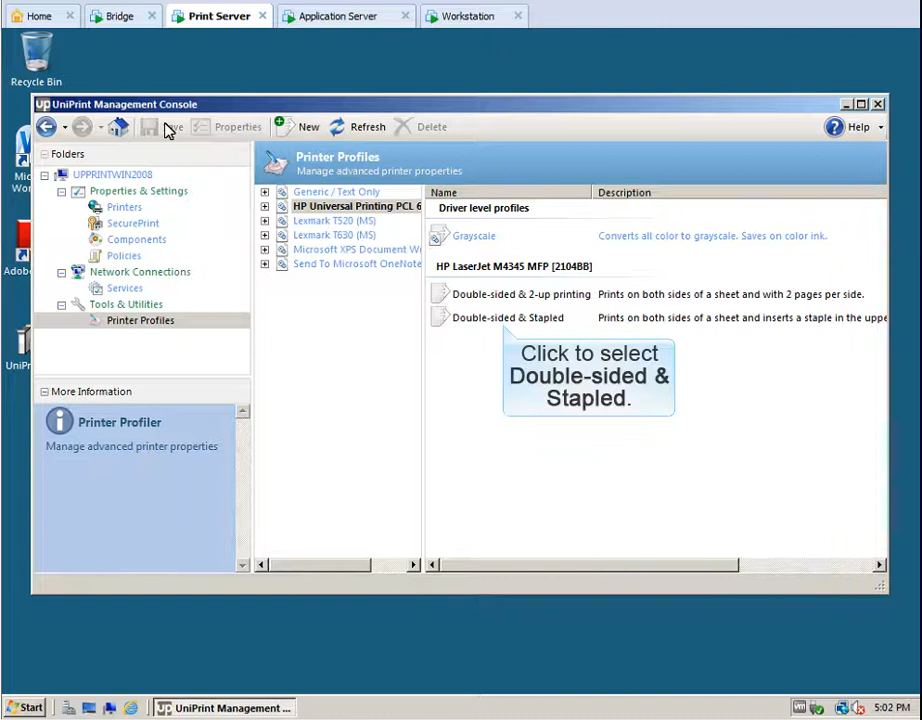 Home
Bridge
Print Server
Application Server
Workstation
Recycle Bin
UniPrint Management Console
Properties
New
Refresh
Delete
Help
Folders
UPPRINTWIN2008
Properties & Settings
Printers
SecurePrint
Components
Policies
Network Connections
Services
Tools & Utilities
Printer Profiles
More Information
Printer Profiler
Manage advanced printer properties
Printer Profiles
Manage advanced printer properties
Generic / Text Only
HP Universal Printing PCL 6
Lexmark T520 (MS)
Lexmark T630 (MS)
Microsoft XPS Document W
Send To Microsoft OneNote
Name
Description
Driver level profiles
Grayscale
Converts all color to grayscale. Saves on color ink.
HP LaserJet M4345 MFP [2104BB]
Double-sided & 2-up printing
Prints on both sides of a sheet and with 2 pages per side.
Double-sided & Stapled
Prints on both sides of a sheet and inserts a staple in the uppe
Click to select
Double-sided &
Stapled.
Start
UniPrint Management ...
5:02 PM